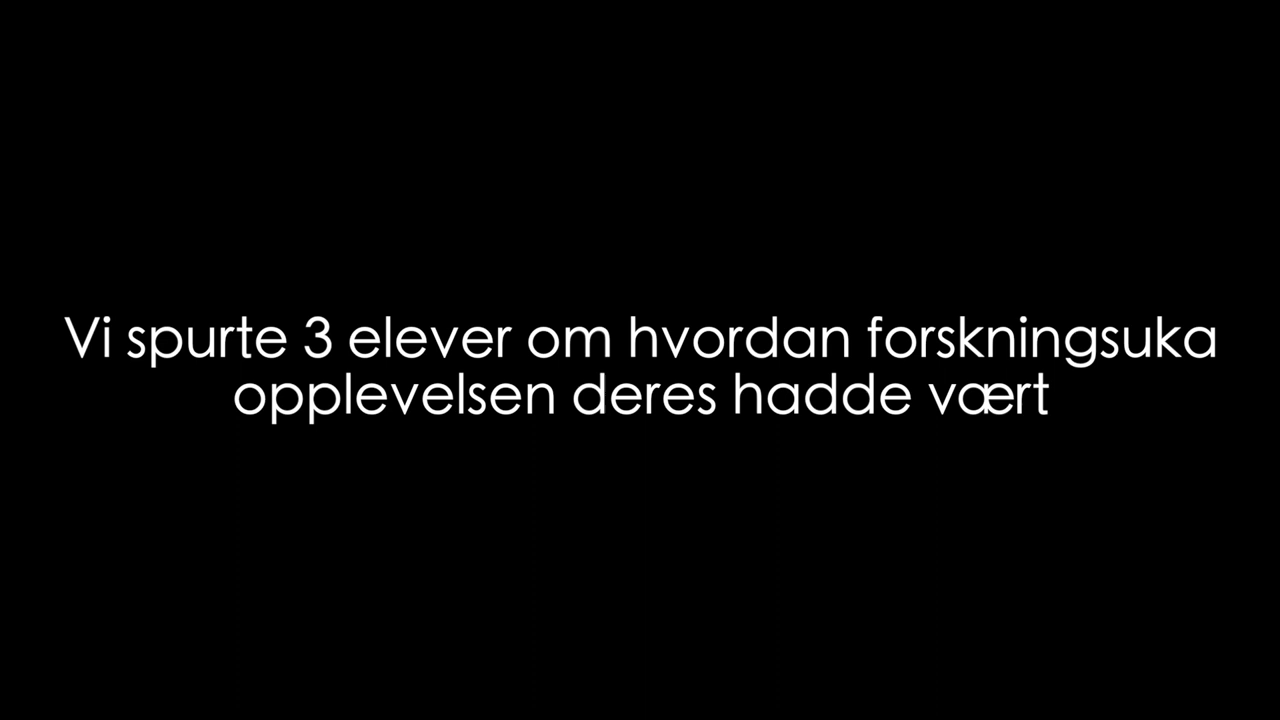 Vi spurte 3 elever om hvordan forskningsuka
opplevelsen deres hadde vært